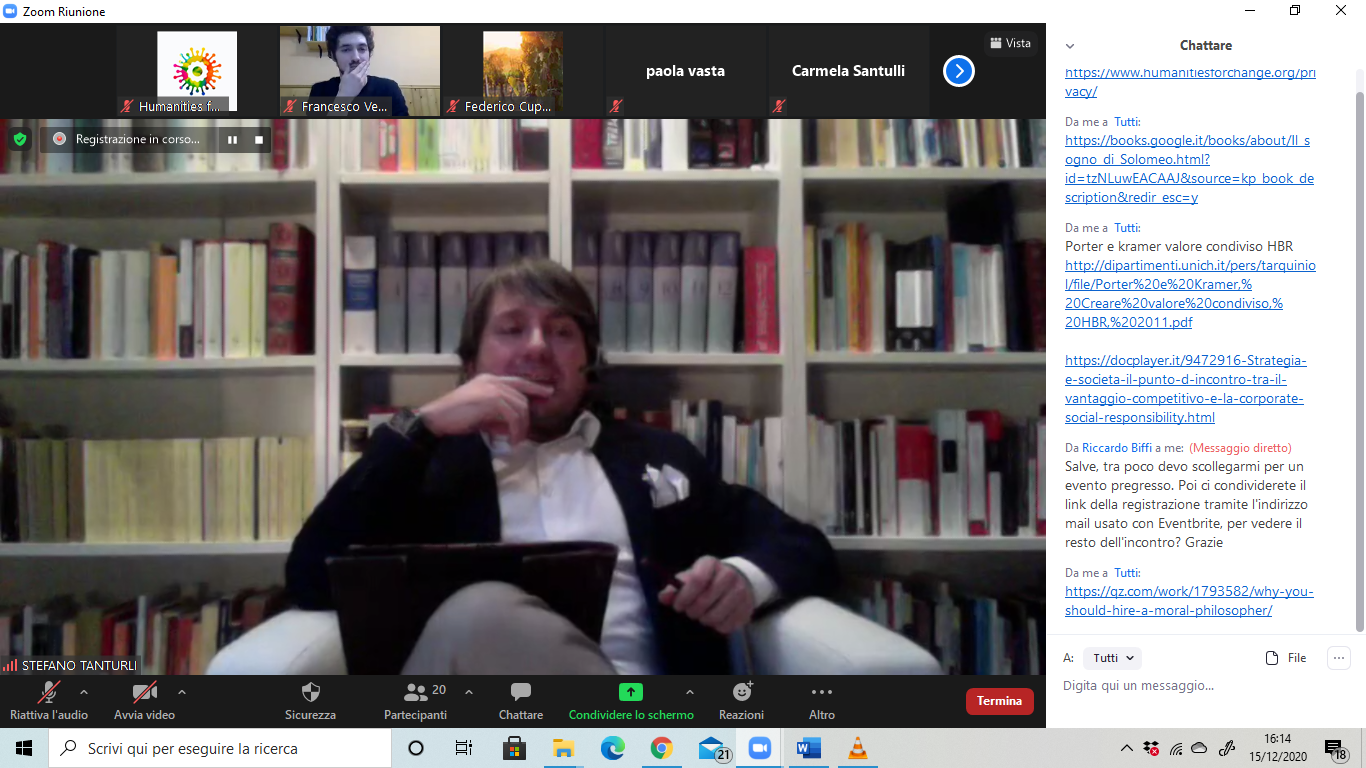 Zoom Riunione
Humanities f...
Francesco Ve...
Federico Cup...
paola vasta
Carmela Santulli
Vista
Registrazione in corso...
STEFANO TANTURLI
Chattare
https://www.humanitiesforchange.org/pri
vacy/
Da me a Tutti:
https://books.google.it/books/about/Il_s
ogno_di_Solomeo.html?
id=tzNLuwEACAAJ&source=kp_book_de
scription&redir_esc=y
Da me a Tutti:
Porter e kramer valore condiviso HBR
http://dipartimenti.unich.it/pers/tarquinio
l/file/Porter%20e%20Kramer,%
20Creare%20valore%20condiviso,%
20HBR,%202011.pdf
https://docplayer.it/9472916-Strategia-
e-societa-il-punto-d-incontro-tra-il-
vantaggio-competitivo-e-la-corporate-
social-responsibility.html
Da Riccardo Biffi a me: (Messaggio diretto)
Salve, tra poco devo scollegarmi per un
evento pregresso. Poi ci condividerete il
link della registrazione tramite l'indirizzo
mail usato con Eventbrite, per vedere il
resto dell'incontro? Grazie
Da me a Tutti:
https://qz.com/work/1793582/why-you-
should-hire-a-moral-philosopher/
A: Tutti
File
Digita qui un messaggio...
Riattiva l'audio
Avvia video
Sicurezza
Partecipanti
20
Chattare
Condividere lo schermo
Reazioni
Altro
Termina
Scrivi qui per eseguire la ricerca
21
16:14
15/12/2020
18